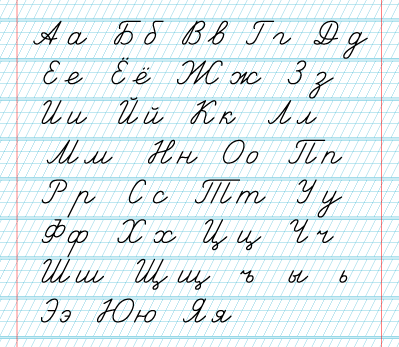 Аа Бб Вв Гг Дд
Ее Ёё Жж Зз
Ии Йй Кк Лл
Мм Нн Оо Пп
Рр Сс Тт Уу
Фф Хх Цц Чч
Шш Щщ ъ ы ь
Ээ Юю Яя